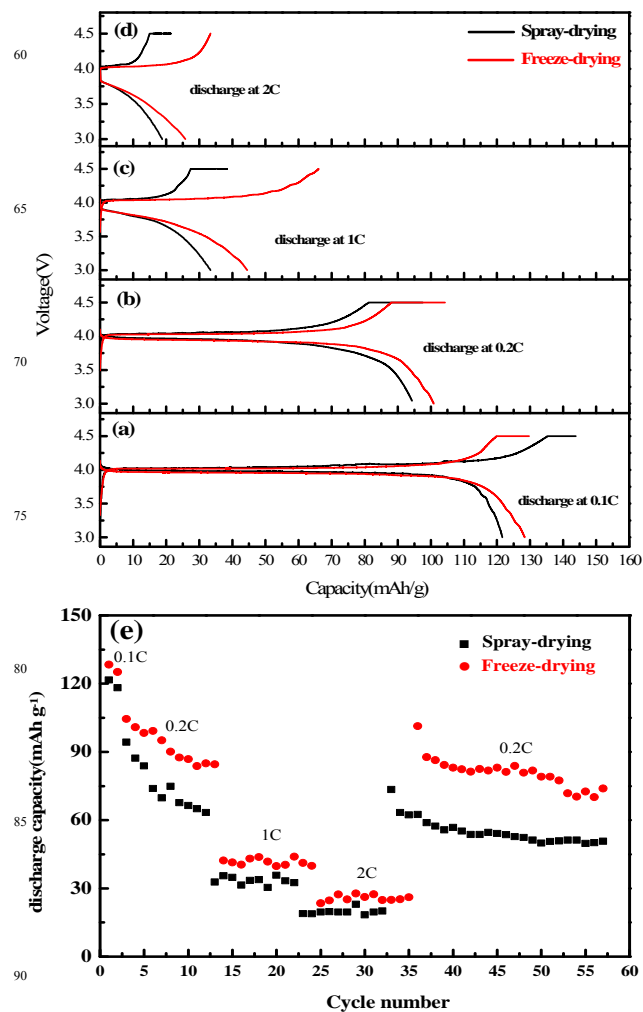 60
Voltage(V)
(d)
4.5
4.0
3.5
3.0
Spray-drying
Freeze-drying
discharge at 2C
65
(c)
4.5
4.0
3.5
3.0
discharge at 1C
70
(b)
4.5
4.0
3.5
3.0
discharge at 0.2C
75
(a)
4.5
4.0
3.5
3.0
discharge at 0.1C
0 10 20 30 40 50 60 70 80 90 100 110 120 130 140 150 160
Capacity(mAh/g)
80
85
90
discharge capacity(mAh g-1)
150
120
90
60
30
0
(e)
Spray-drying
Freeze-drying
0.1C
0.2C
1C
2C
0.2C
0 5 10 15 20 25 30 35 40 45 50 55 60
Cycle number